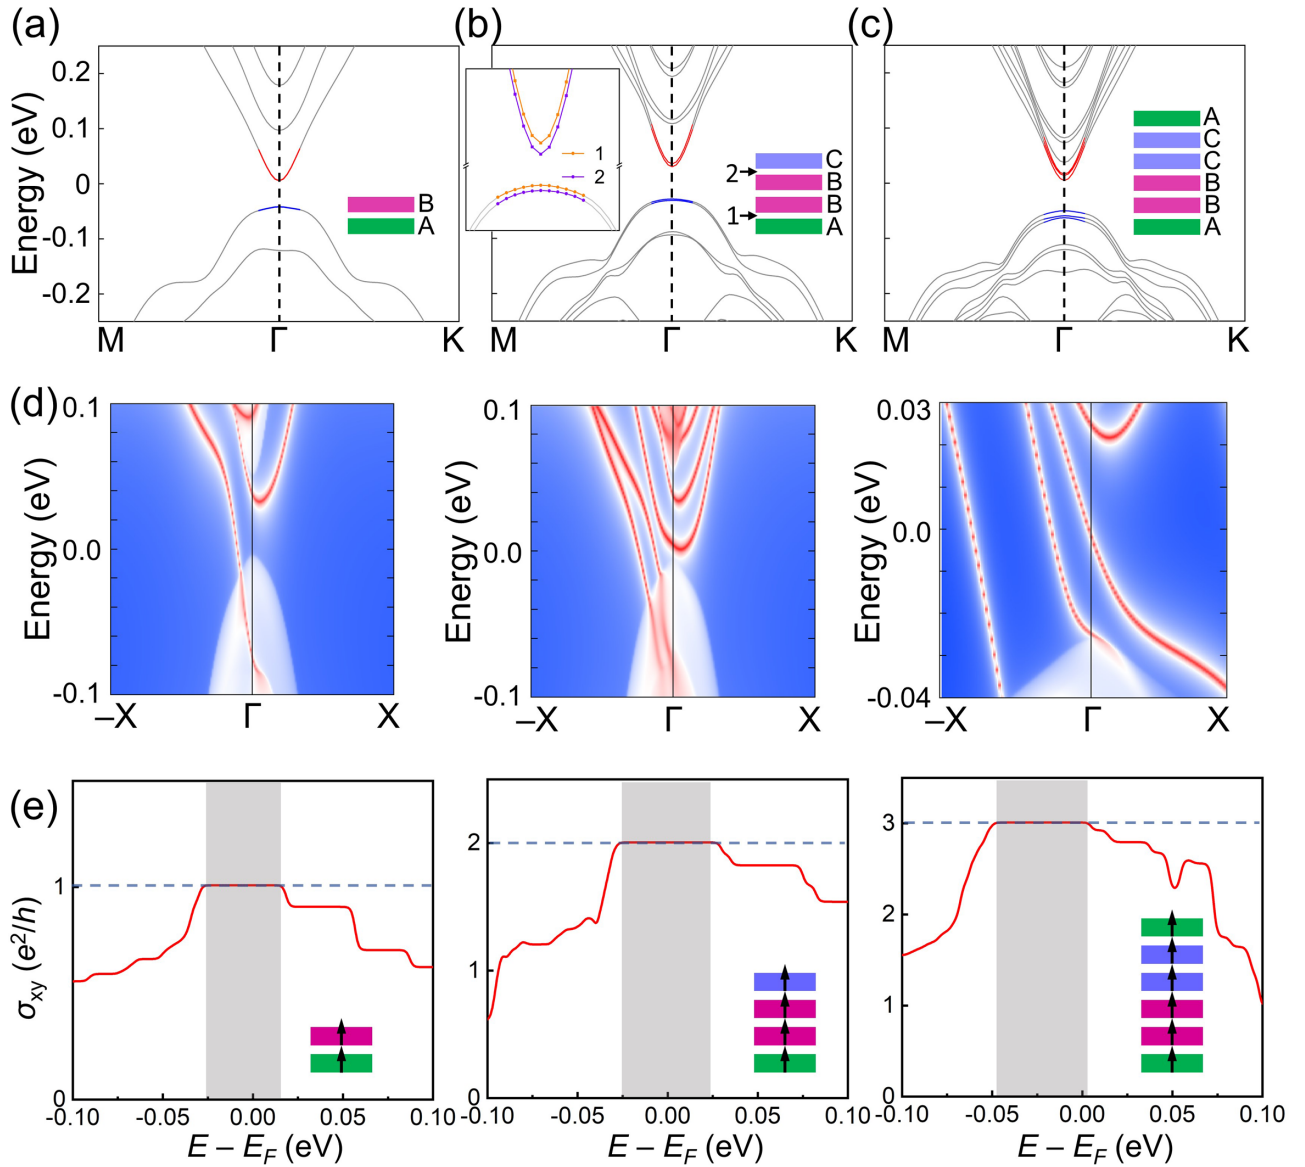 (a)
(b)
(c)
Energy (eV)
0.2
0.1
0
-0.1
-0.2
M
Γ
K
B
A
1
2
C
B
B
A
2
1
M
Γ
K
A
C
C
B
B
A
M
Γ
K
(d)
Energy (eV)
0.1
0.0
-0.1
–X
Γ
X
Energy (eV)
0.1
0.0
-0.1
–X
Γ
X
Energy (eV)
0.03
0.0
-0.04
–X
Γ
X
(e)
σxy (e²/h)
1
0
-0.10
-0.05
0.00
0.05
0.10
E – EF (eV)
2
1
0
-0.10
-0.05
0.00
0.05
0.10
E – EF (eV)
3
2
1
0
-0.10
-0.05
0.00
0.05
0.10
E – EF (eV)